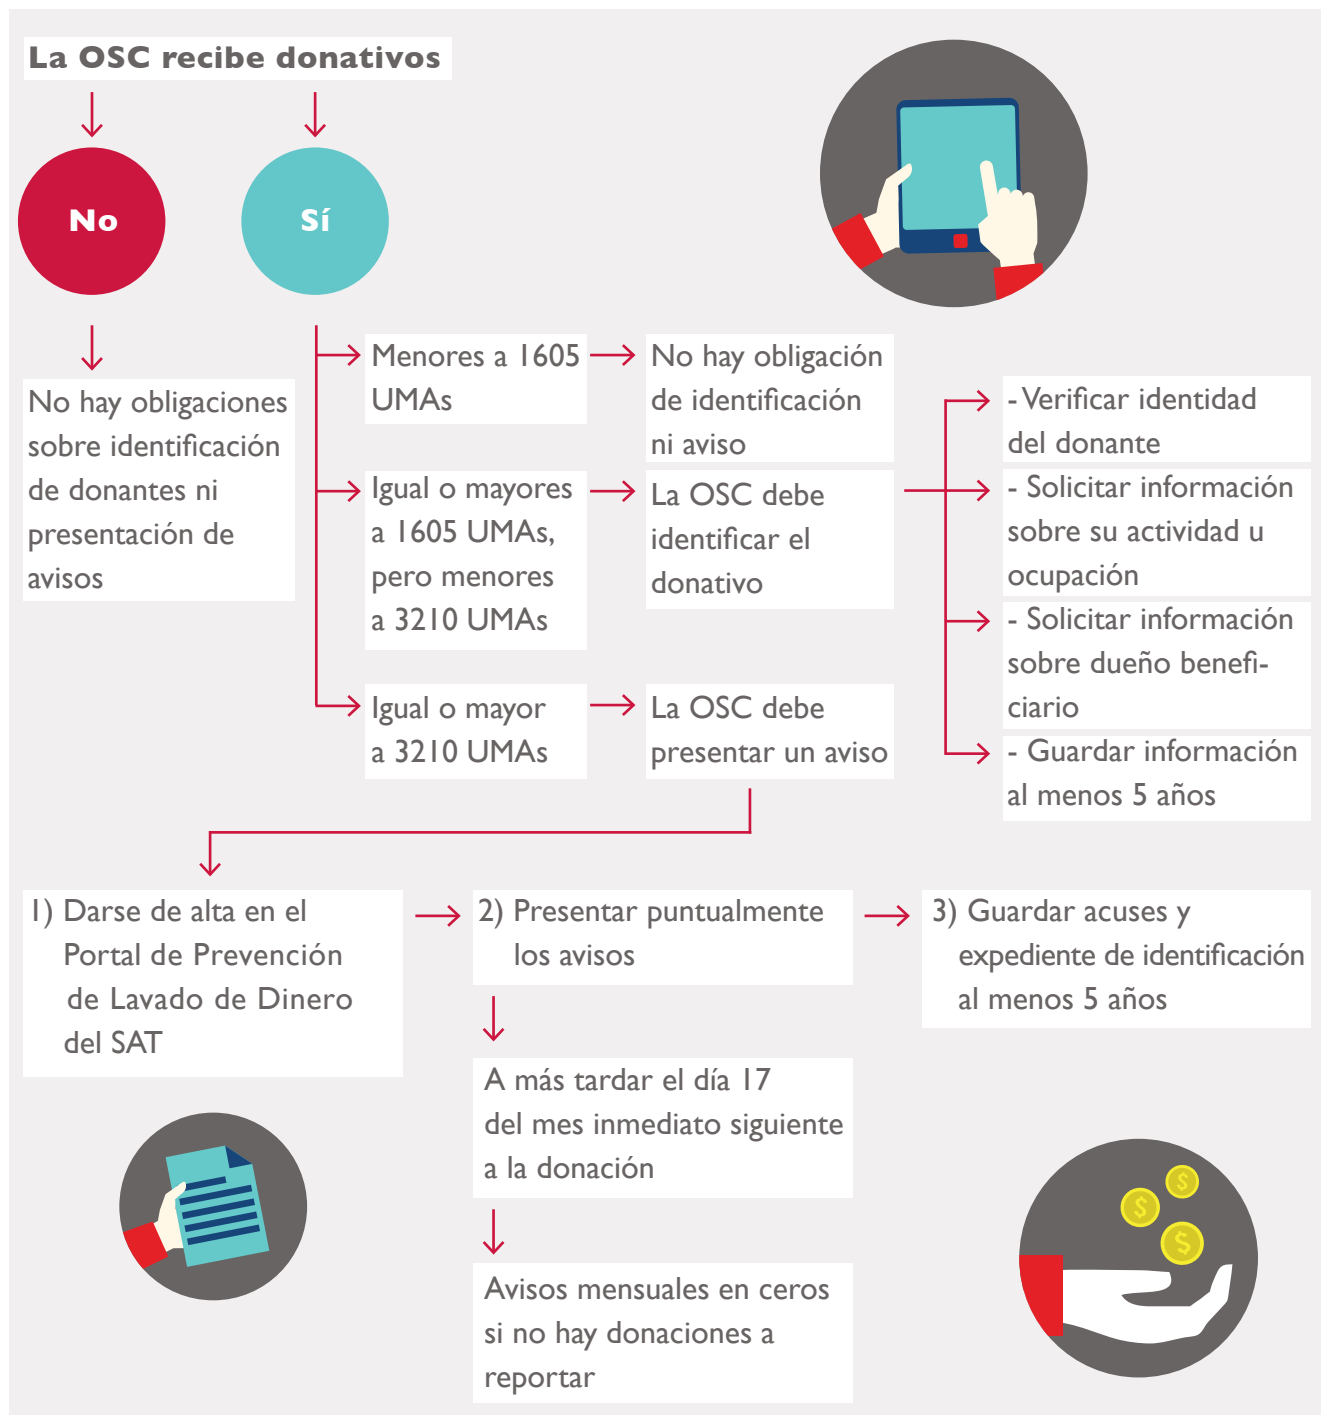 La OSC recibe donativos
No
Sí
No hay obligaciones
sobre identificación
de donantes ni
presentación de
avisos
Menores a 1605
UMAs
No hay obligación
de identificación
ni aviso
Igual o mayores
a 1605 UMAs,
pero menores
a 3210 UMAs
La OSC debe
identificar el
donativo
- Verificar identidad
del donante
- Solicitar información
sobre su actividad u
ocupación
- Solicitar información
sobre dueño benefi-
ciario
- Guardar información
al menos 5 años
Igual o mayor
a 3210 UMAs
La OSC debe
presentar un aviso
1) Darse de alta en el
Portal de Prevención
de Lavado de Dinero
del SAT
2) Presentar puntualmente
los avisos
A más tardar el día 17
del mes inmediato siguiente
a la donación
Avisos mensuales en ceros
si no hay donaciones a
reportar
3) Guardar acuses y
expediente de identificación
al menos 5 años
$
$
$